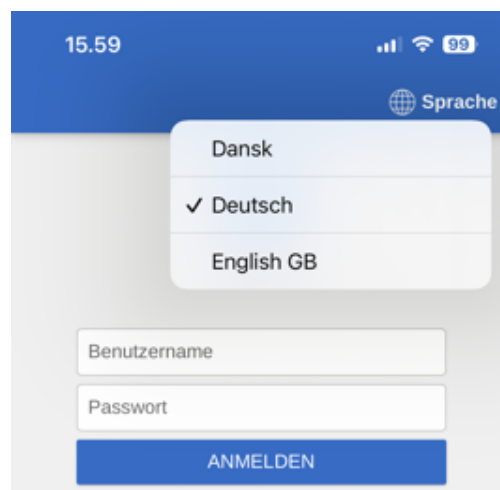 15.59
99
Sprache
Dansk
✓ Deutsch
English GB
Benutzername
Passwort
ANMELDEN